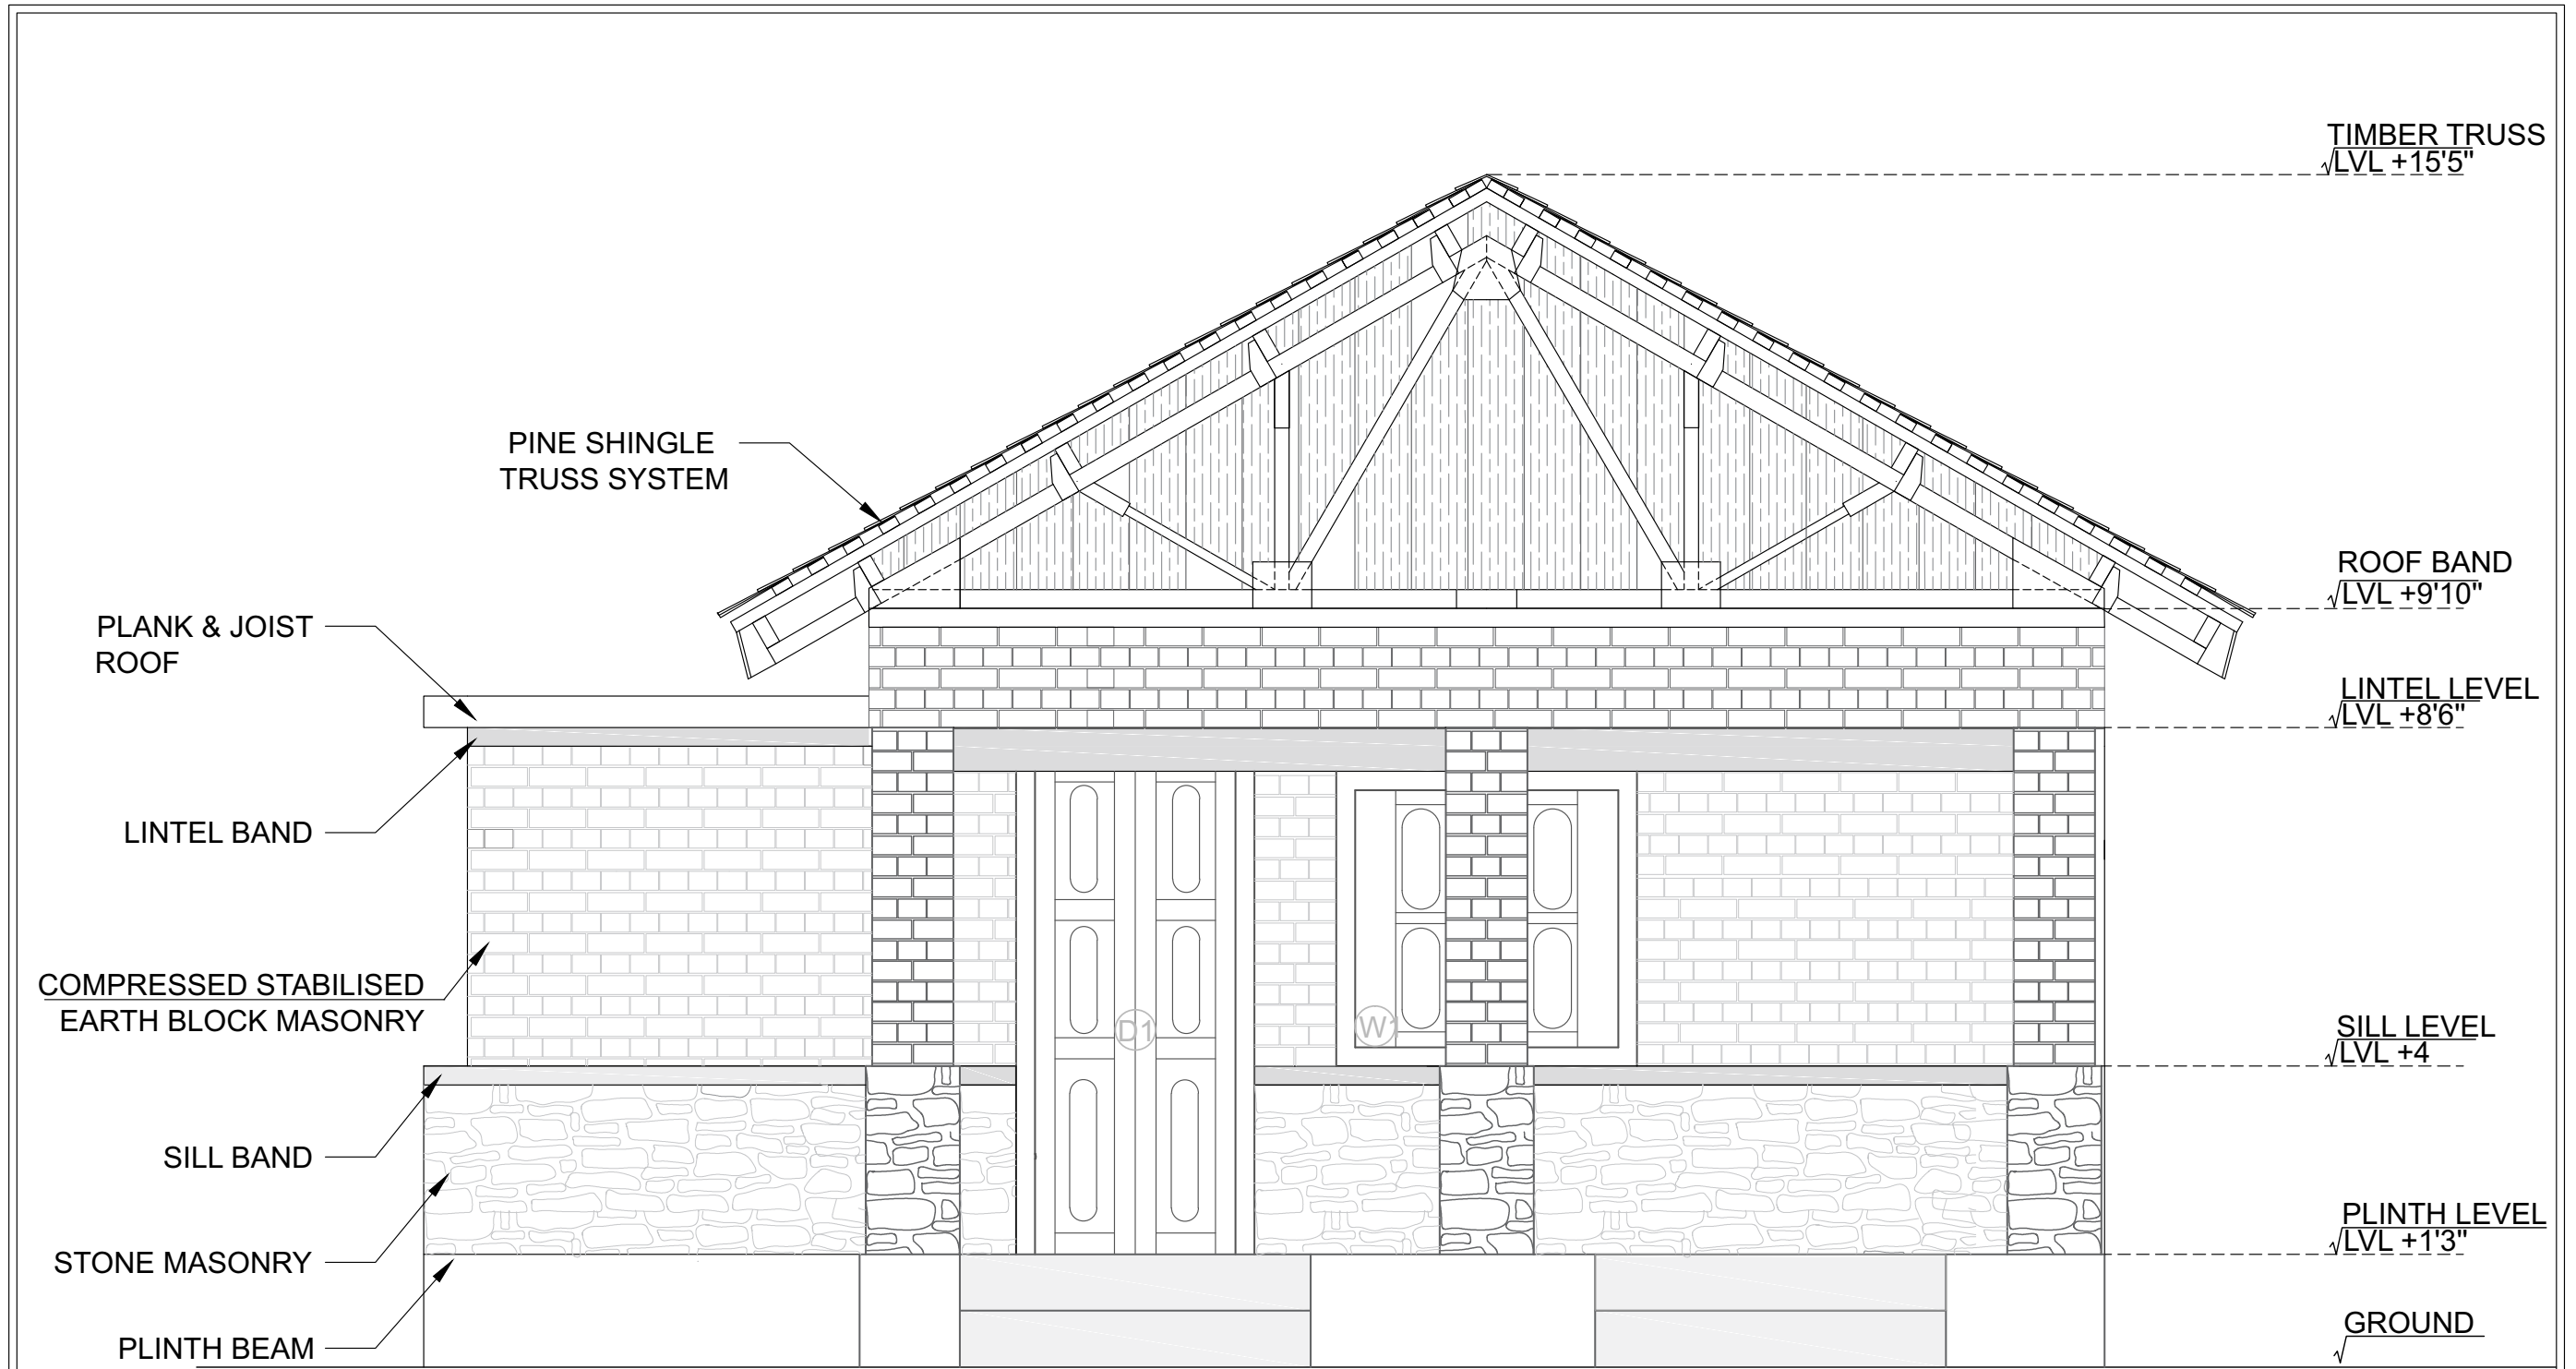 TIMBER TRUSS
LVL +15'5"
PINE SHINGLE
TRUSS SYSTEM
ROOF BAND
LVL +9'10"
PLANK & JOIST
ROOF
LINTEL LEVEL
LVL +8'6"
LINTEL BAND
COMPRESSED STABILISED
EARTH BLOCK MASONRY
D1
W1
SILL LEVEL
LVL +4
SILL BAND
STONE MASONRY
PLINTH LEVEL
LVL +1'3"
PLINTH BEAM
GROUND